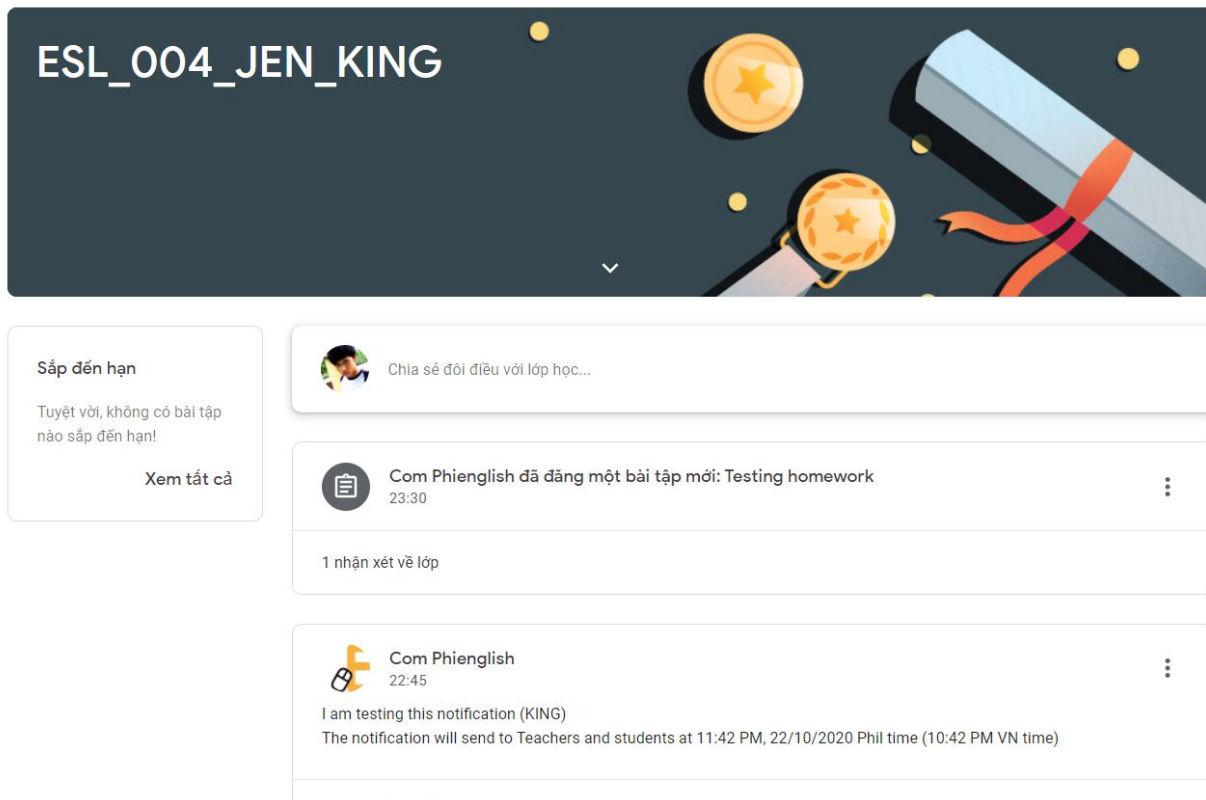 ESL_004_JEN_KING
Sắp đến hạn
Tuyệt vời, không có bài tập
nào sắp đến hạn!
Xem tất cả
Chia sẻ đôi điều với lớp học...
Com Phienglish đã đăng một bài tập mới: Testing homework
23:30
1 nhận xét về lớp
Com Phienglish
22:45
I am testing this notification (KING)
The notification will send to Teachers and students at 11:42 PM, 22/10/2020 Phil time (10:42 PM VN time)